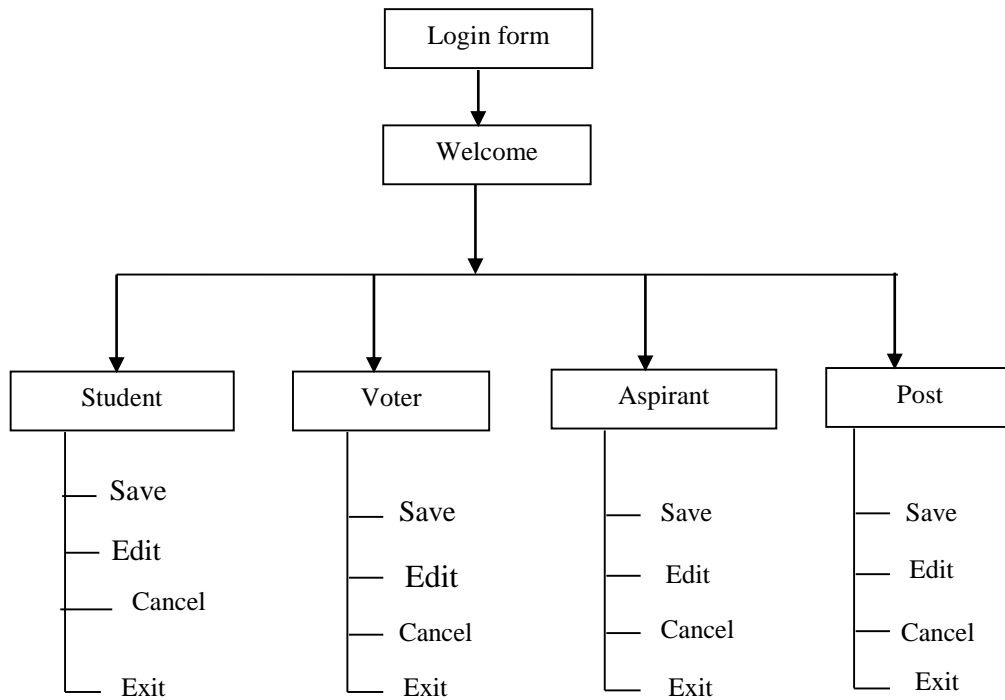 Login form
Welcome
Student
Voter
Aspirant
Post
Save
Edit
Cancel
Exit
Save
Edit
Cancel
Exit
Save
Edit
Cancel
Exit
Save
Edit
Cancel
Exit